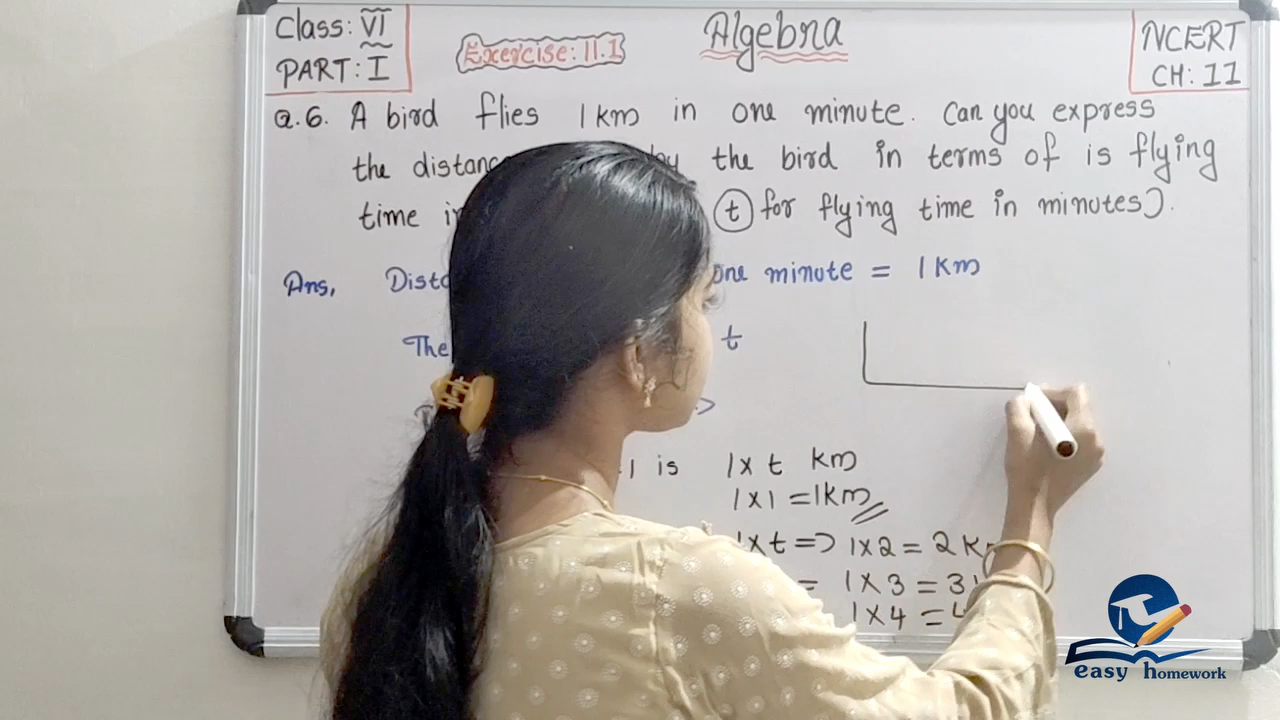 Class: VI
PART: I
Exercise: 11.1
Algebra
NCERT
CH: 11
Q.6. A bird flies 1km in one minute. Can you express
the distance by the bird in terms of is flying
time in t for flying time in minutes).
Ans, one minute = 1 Km
The t
=>
1 is 1 x t km
1 x 1 = 1km
1 x t => 1 x 2 = 2 Km
= 1 x 3 = 3
1 x 4 = 4
easy homework